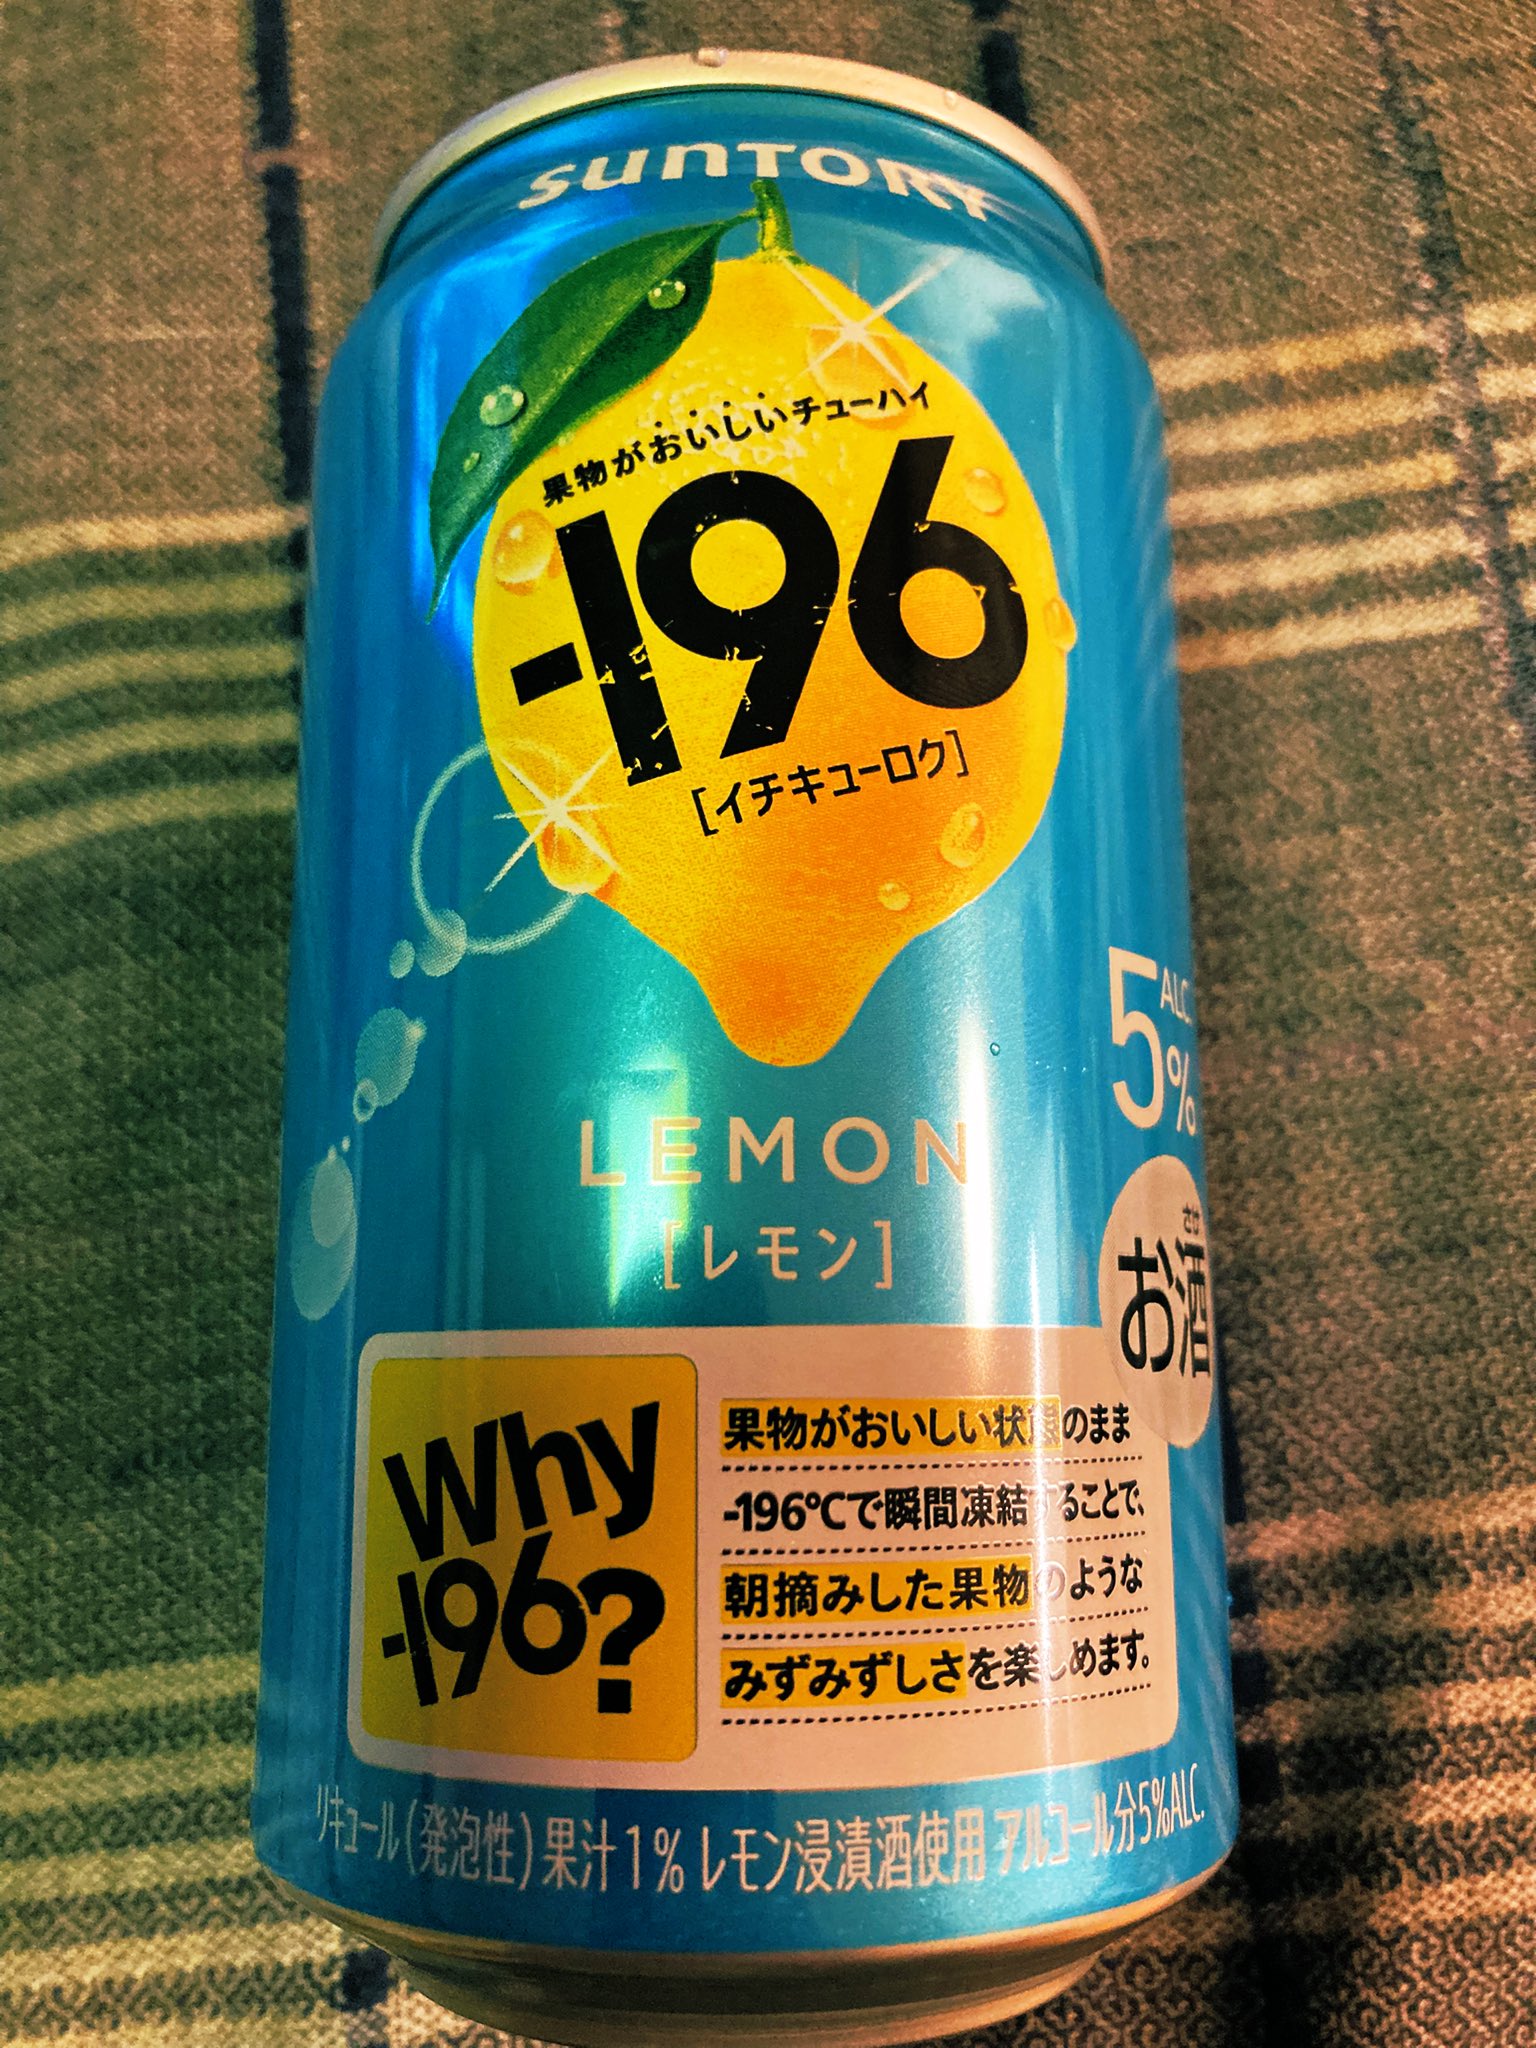 SUNTORY
果物がおいしいチューハイ
-196
[イチキューロク]
LEMON
[レモン]
ALC.
5%
さけ
お酒
Why
-196?
果物がおいしい状態のまま
-196℃で瞬間凍結することで、
朝摘みした果物のような
みずみずしさを楽しめます。
リキュール(発泡性)果汁1% レモン浸漬酒使用 アルコール分5%ALC.